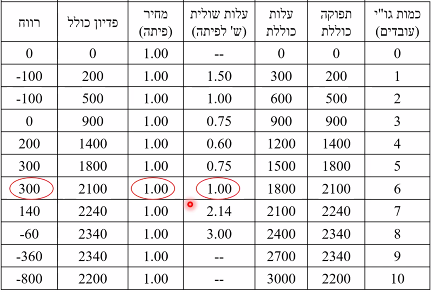 כמות גו"י (עובדים) תפוקה כוללת עלות כוללת עלות שולית (ש' לפיתה) מחיר (פיתה) פדיון כולל רווח
0 0 0 -- 1.00 0 0
1 200 300 1.50 1.00 200 -100
2 500 600 1.00 1.00 500 -100
3 900 900 0.75 1.00 900 0
4 1400 1200 0.60 1.00 1400 200
5 1800 1500 0.75 1.00 1800 300
6 2100 1800 1.00 1.00 2100 300
7 2240 2100 2.14 1.00 2240 140
8 2340 2400 3.00 1.00 2340 -60
9 2340 2700 -- 1.00 2340 -360
10 2200 3000 -- 1.00 2200 -800